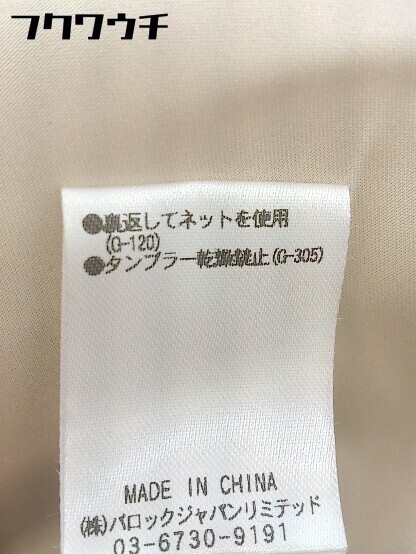 フクワウチ
●裏返してネットを使用
(G-120)
●タンブラー乾燥禁止(G-305)
MADE IN CHINA
(株)バロックジャパンリミテッド
03-6730-9191